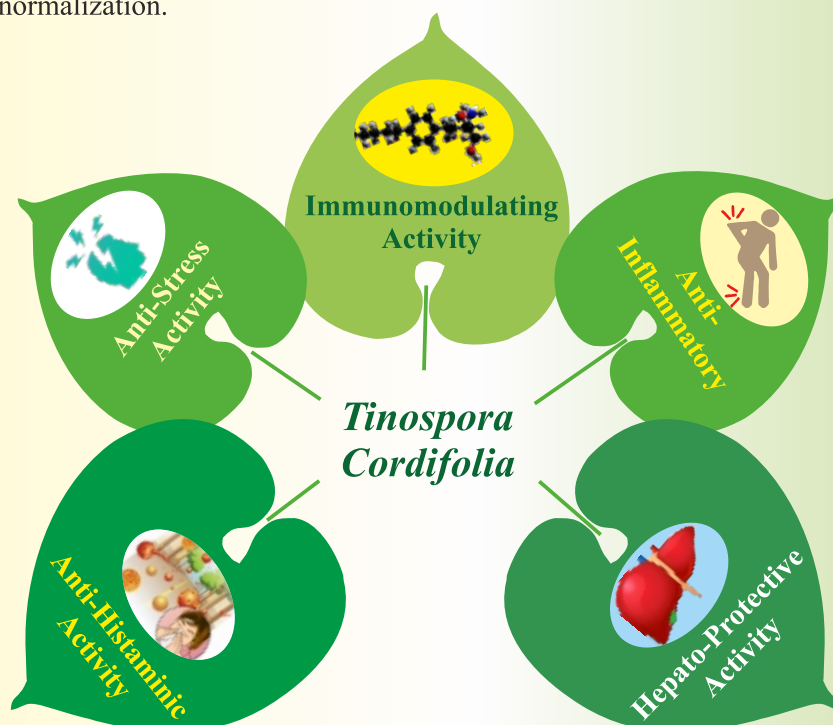 normalization.
Immunomodulating
Activity
Anti-Stress
Activity
Anti-
Inflammatory
Tinospora
Cordifolia
Anti-Histaminic
Activity
Hepato-Protective
Activity